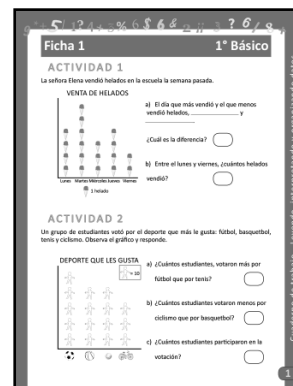 Ficha 1
1° Básico
ACTIVIDAD 1
La señora Elena vendió helados en la escuela la semana pasada.
VENTA DE HELADOS
Lunes Martes Miércoles Jueves Viernes
1 helado
a) El día que más vendió y el que menos
vendió helados, ____________ y
____________
¿Cuál es la diferencia?
b) Entre el lunes y viernes, ¿cuántos helados
vendió?
ACTIVIDAD 2
Un grupo de estudiantes votó por el deporte que más le gusta: fútbol, basquetbol,
tenis y ciclismo. Observa el gráfico y responde.
DEPORTE QUE LES GUSTA
= 10
a) ¿Cuántos estudiantes, votaron más por
fútbol que por tenis?
b) ¿Cuántos estudiantes votaron menos por
ciclismo que por basquetbol?
c) ¿Cuántos estudiantes participaron en la
votación?
1